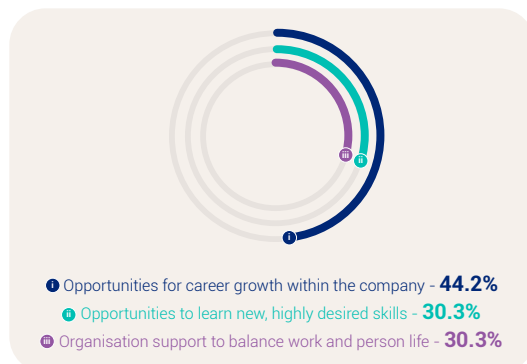 iii
ii
i
i Opportunities for career growth within the company - 44.2%
ii Opportunities to learn new, highly desired skills - 30.3%
iii Organisation support to balance work and person life - 30.3%